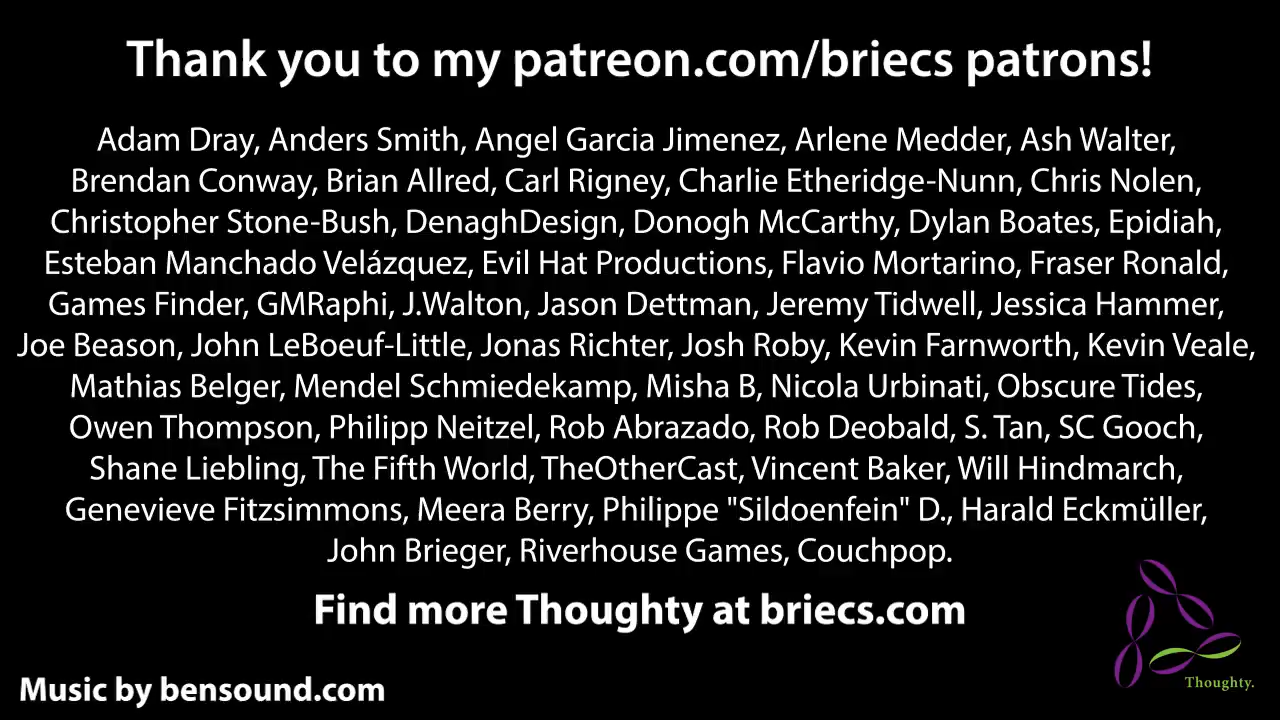 Thank you to my patreon.com/briecs patrons!
Adam Dray, Anders Smith, Angel Garcia Jimenez, Arlene Medder, Ash Walter,
Brendan Conway, Brian Allred, Carl Rigney, Charlie Etheridge-Nunn, Chris Nolen,
Christopher Stone-Bush, DenaghDesign, Donogh McCarthy, Dylan Boates, Epidiah,
Esteban Manchado Velázquez, Evil Hat Productions, Flavio Mortarino, Fraser Ronald,
Games Finder, GMRaphi, J.Walton, Jason Dettman, Jeremy Tidwell, Jessica Hammer,
Joe Beason, John LeBoeuf-Little, Jonas Richter, Josh Roby, Kevin Farnworth, Kevin Veale,
Mathias Belger, Mendel Schmiedekamp, Misha B, Nicola Urbinati, Obscure Tides,
Owen Thompson, Philipp Neitzel, Rob Abrazado, Rob Deobald, S. Tan, SC Gooch,
Shane Liebling, The Fifth World, TheOtherCast, Vincent Baker, Will Hindmarch,
Genevieve Fitzsimmons, Meera Berry, Philippe "Sildoenfein" D., Harald Eckmüller,
John Brieger, Riverhouse Games, Couchpop.
Find more Thoughty at briecs.com
Music by bensound.com
Thoughty.